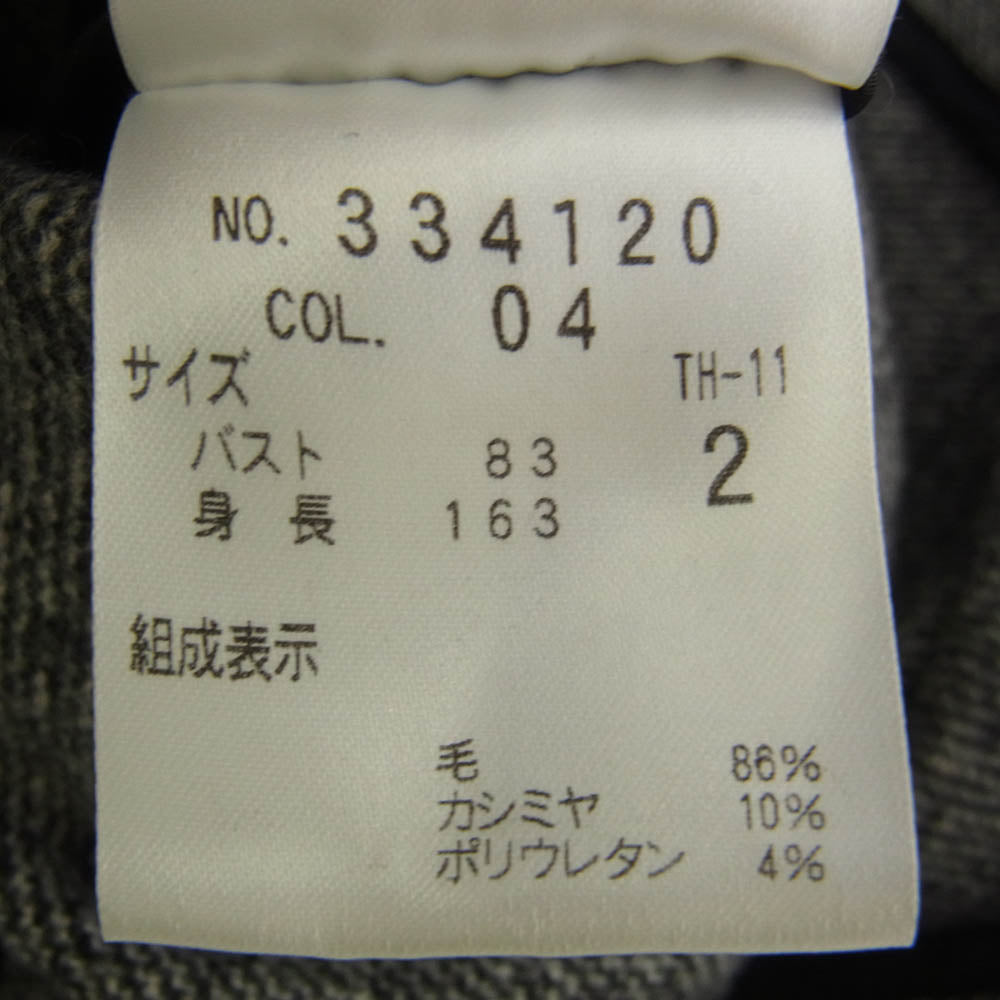 NO. 334120
COL. 04
サイズ TH-11
バスト 83 2
身長 163
組成表示
毛 86%
カシミヤ 10%
ポリウレタン 4%